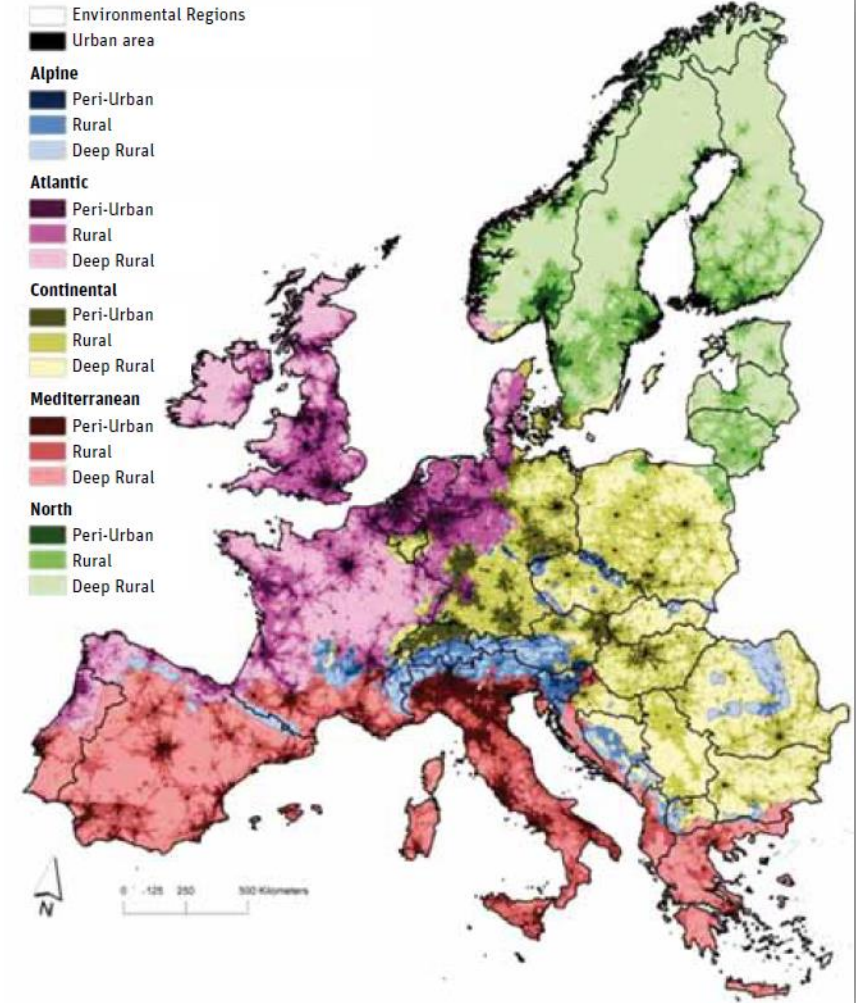 Environmental Regions
Urban area
Alpine
Peri-Urban
Rural
Deep Rural
Atlantic
Peri-Urban
Rural
Deep Rural
Continental
Peri-Urban
Rural
Deep Rural
Mediterranean
Peri-Urban
Rural
Deep Rural
North
Peri-Urban
Rural
Deep Rural
0 125 250 500 Kilometers
N